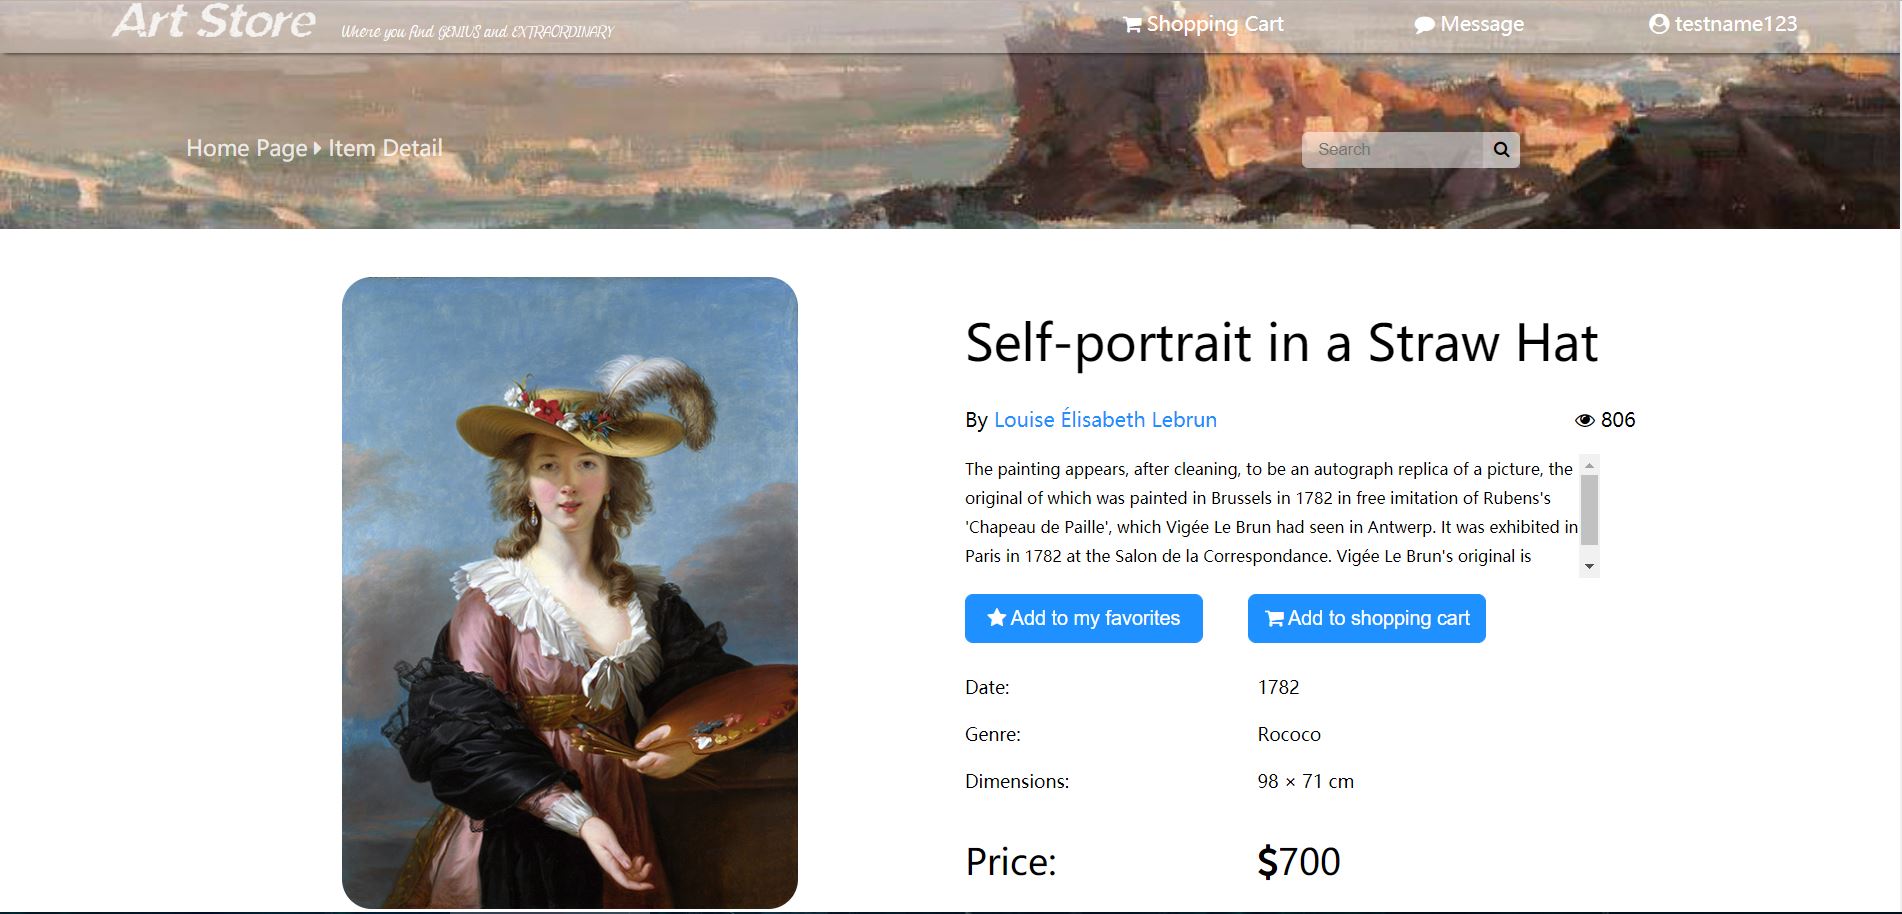 Art Store Where you find GENIUS and EXTRAORDINARY Shopping Cart Message testname123
Home Page Item Detail Search
Self-portrait in a Straw Hat
By Louise Élisabeth Lebrun 806
The painting appears, after cleaning, to be an autograph replica of a picture, the
original of which was painted in Brussels in 1782 in free imitation of Rubens's
'Chapeau de Paille', which Vigée Le Brun had seen in Antwerp. It was exhibited in
Paris in 1782 at the Salon de la Correspondance. Vigée Le Brun's original is
Add to my favorites Add to shopping cart
Date: 1782
Genre: Rococo
Dimensions: 98 × 71 cm
Price: $700